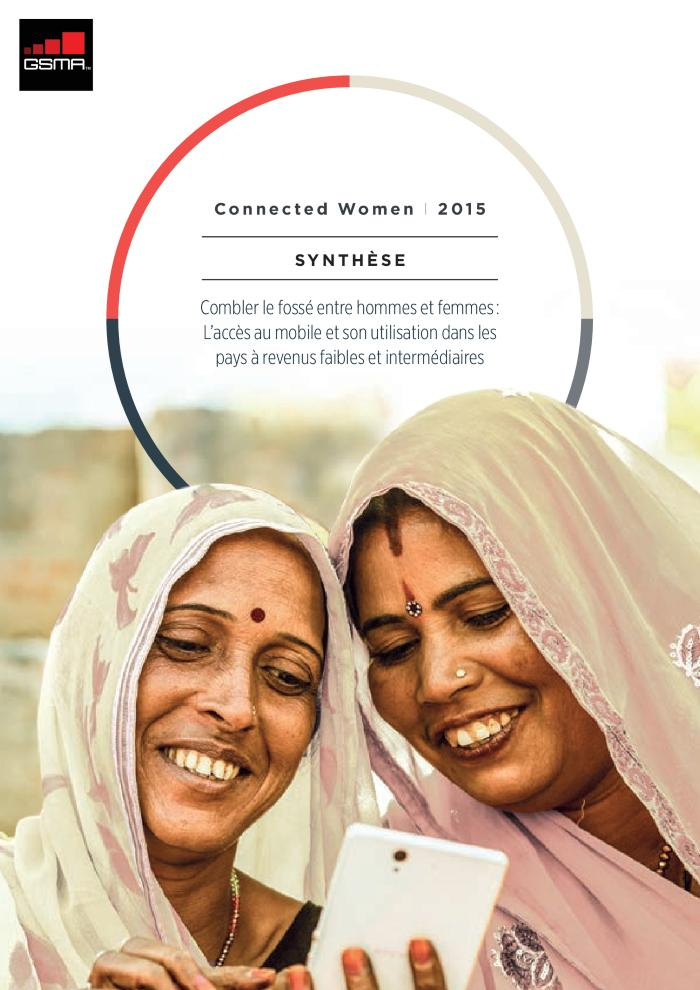 GSMA™
Connected Women | 2015
SYNTHÈSE
Combler le fossé entre hommes et femmes :
L'accès au mobile et son utilisation dans les
pays à revenus faibles et intermédiaires